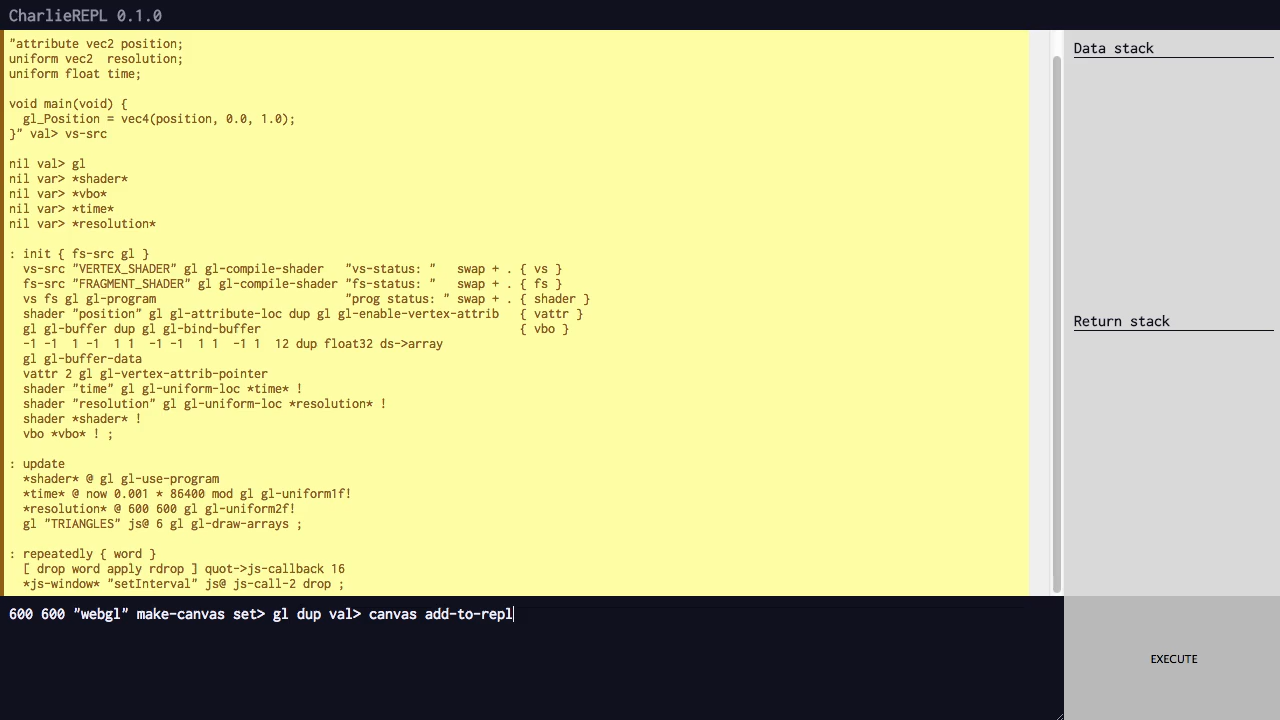 CharlieREPL 0.1.0
"attribute vec2 position;
uniform vec2  resolution;
uniform float time;
void main(void) {
  gl_Position = vec4(position, 0.0, 1.0);
}" val> vs-src
nil val> gl
nil var> *shader*
nil var> *vbo*
nil var> *time*
nil var> *resolution*
: init { fs-src gl }
  vs-src "VERTEX_SHADER" gl gl-compile-shader   "vs-status: "   swap + . { vs }
  fs-src "FRAGMENT_SHADER" gl gl-compile-shader "fs-status: "   swap + . { fs }
  vs fs gl gl-program                           "prog status: " swap + . { shader }
  shader "position" gl gl-attribute-loc dup gl gl-enable-vertex-attrib   { vattr }
  gl gl-buffer dup gl gl-bind-buffer                                     { vbo }
  -1 -1  1 -1  1 1  -1 -1  1 1  -1 1  12 dup float32 ds->array
  gl gl-buffer-data
  vattr 2 gl gl-vertex-attrib-pointer
  shader "time" gl gl-uniform-loc *time* !
  shader "resolution" gl gl-uniform-loc *resolution* !
  shader *shader* !
  vbo *vbo* ! ;
: update
  *shader* @ gl gl-use-program
  *time* @ now 0.001 * 86400 mod gl gl-uniform1f!
  *resolution* @ 600 600 gl gl-uniform2f!
  gl "TRIANGLES" js@ 6 gl gl-draw-arrays ;
: repeatedly { word }
  [ drop word apply rdrop ] quot->js-callback 16
  *js-window* "setInterval" js@ js-call-2 drop ;
600 600 "webgl" make-canvas set> gl dup val> canvas add-to-repl
Data stack
Return stack
EXECUTE